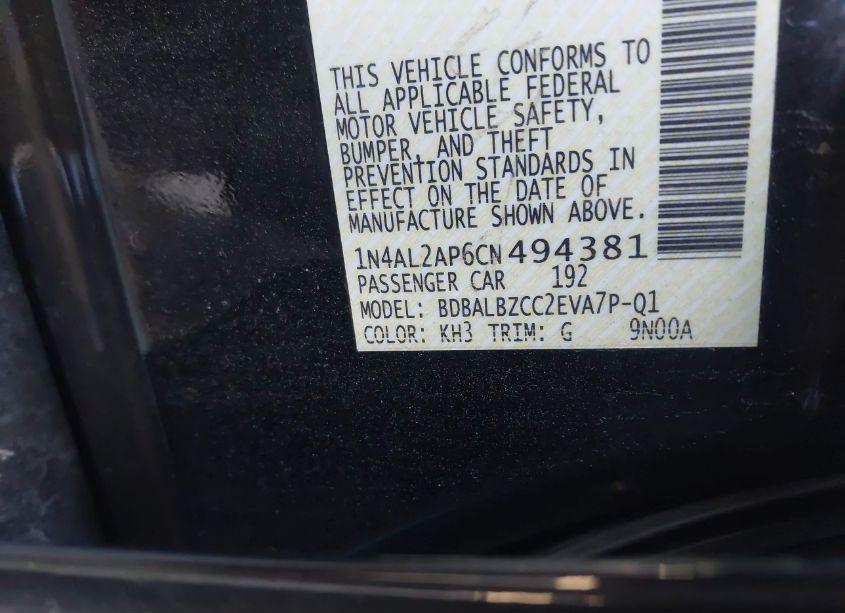 THIS VEHICLE CONFORMS TO
ALL APPLICABLE FEDERAL
MOTOR VEHICLE SAFETY,
BUMPER, AND THEFT
PREVENTION STANDARDS IN
EFFECT ON THE DATE OF
MANUFACTURE SHOWN ABOVE.
1N4AL2AP6CN494381
PASSENGER CAR 192
MODEL: BDBALBZCC2EVA7P-Q1
COLOR: KH3 TRIM: G 9N00A